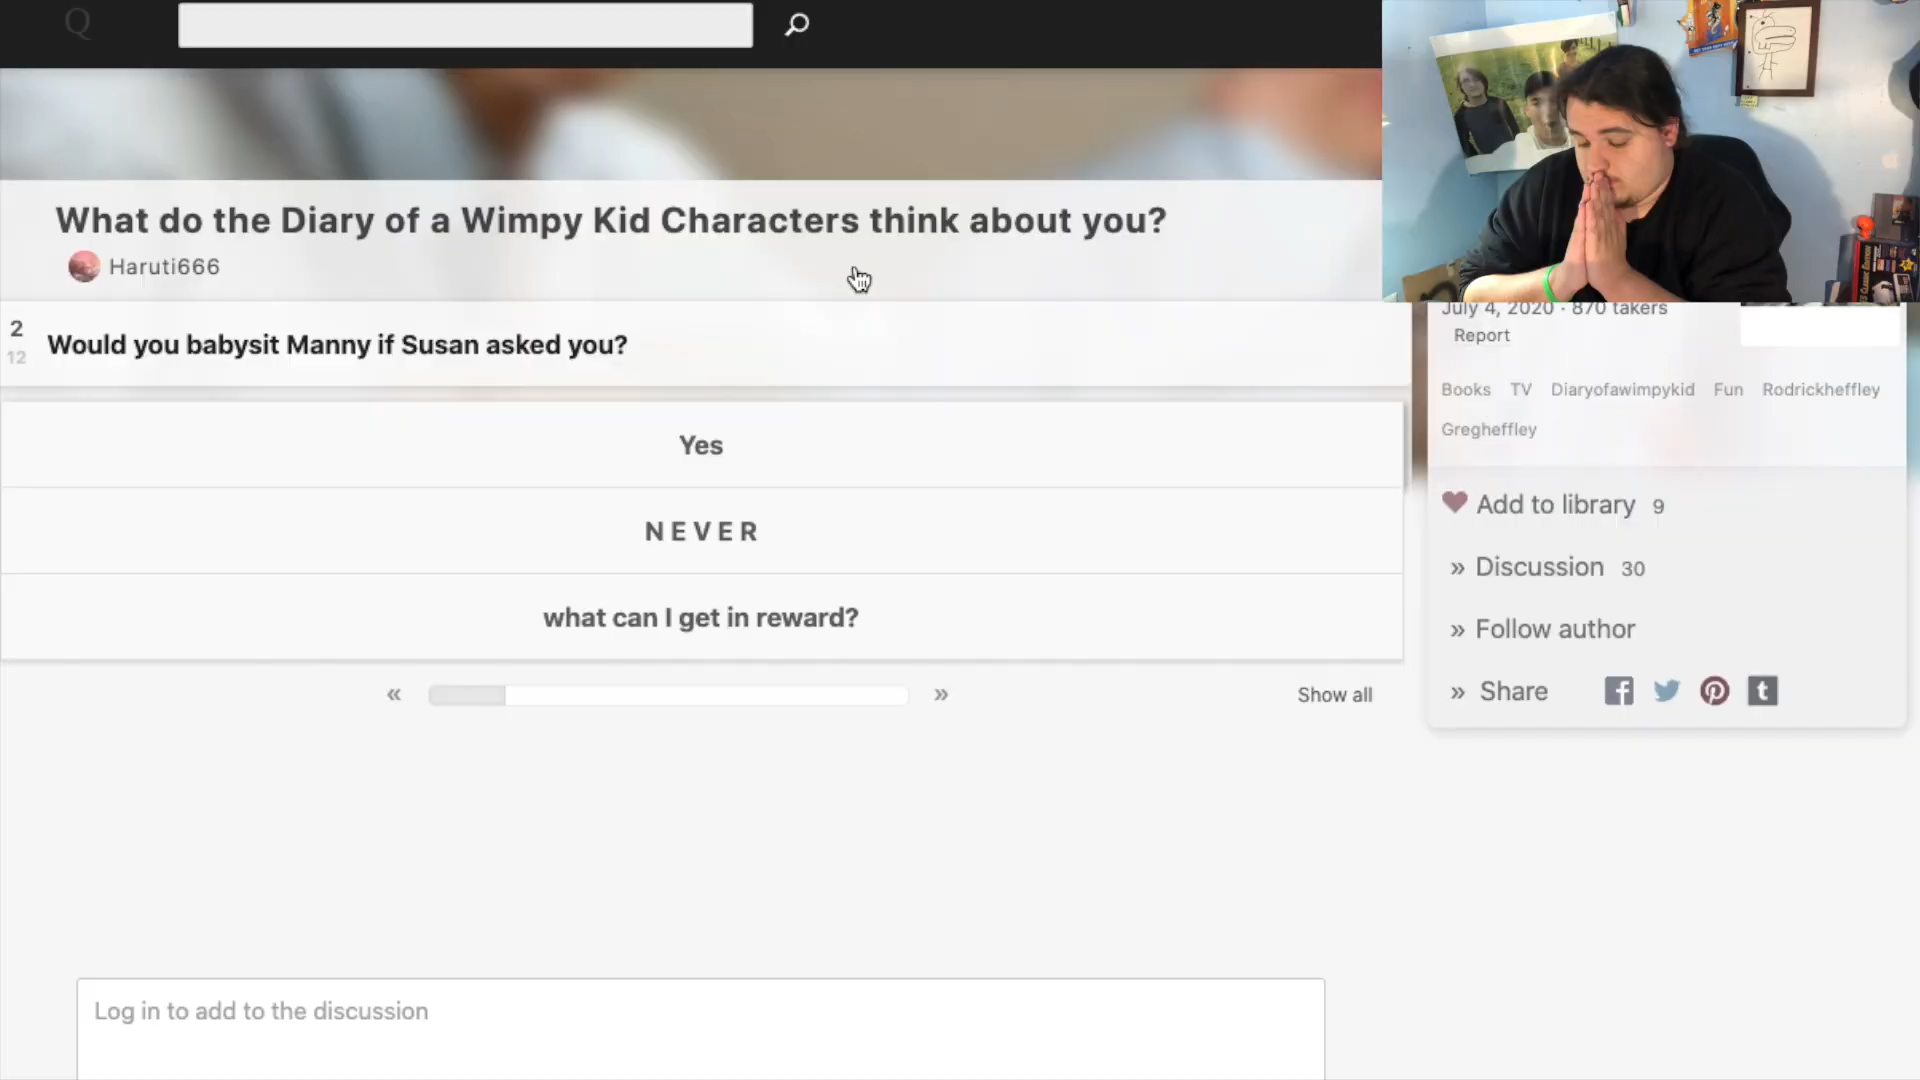 Q
What do the Diary of a Wimpy Kid Characters think about you?
Haruti666
2
12
Would you babysit Manny if Susan asked you?
Yes
N E V E R
what can I get in reward?
« »
Show all
Log in to add to the discussion
July 4, 2020 · 870 takers
Report
Books TV Diaryofawimpykid Fun Rodrickheffley
Gregheffley
Add to library 9
» Discussion 30
» Follow author
» Share f t